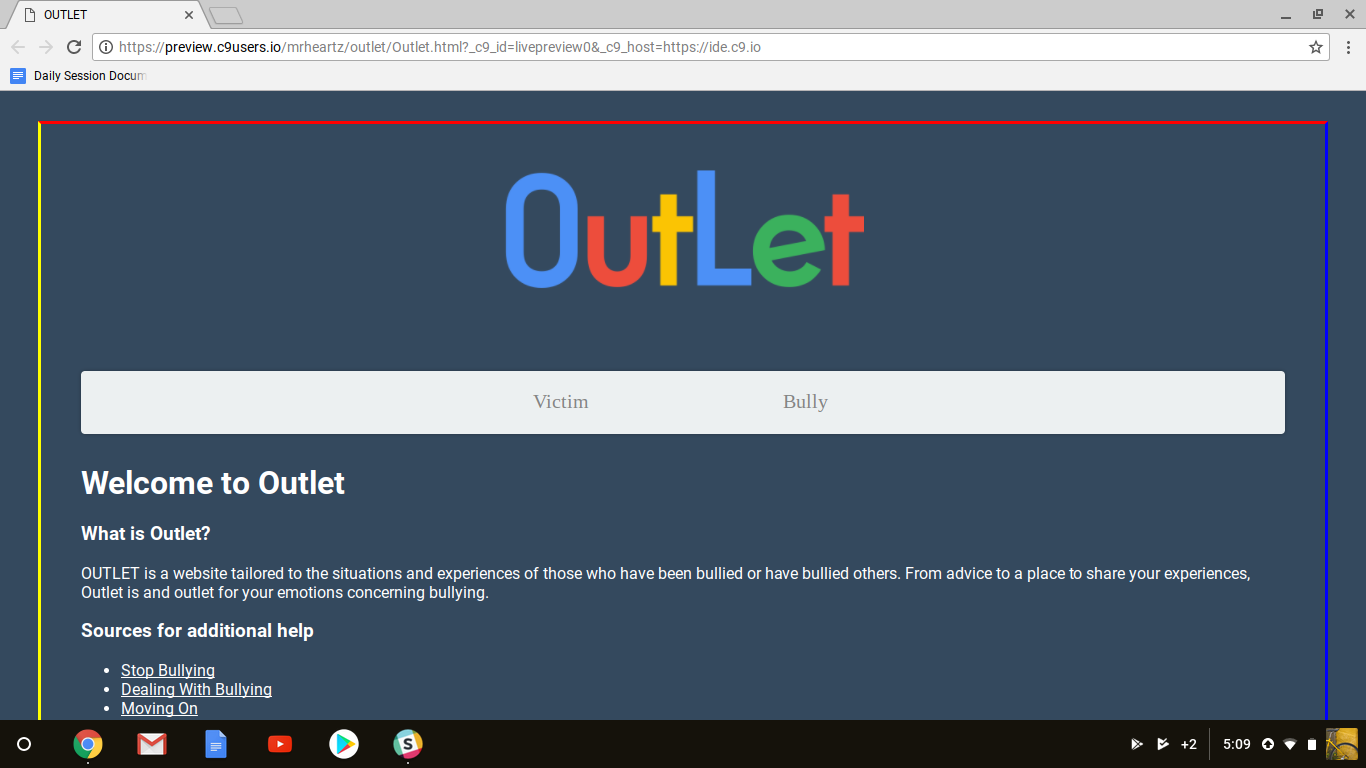 OUTLET
https://preview.c9users.io/mrheartz/outlet/Outlet.html?_c9_id=livepreview0&_c9_host=https://ide.c9.io
Daily Session Docum
OutLet
Victim Bully
Welcome to Outlet
What is Outlet?
OUTLET is a website tailored to the situations and experiences of those who have been bullied or have bullied others. From advice to a place to share your experiences,
Outlet is and outlet for your emotions concerning bullying.
Sources for additional help
• Stop Bullying
• Dealing With Bullying
• Moving On
S
+2 5:09